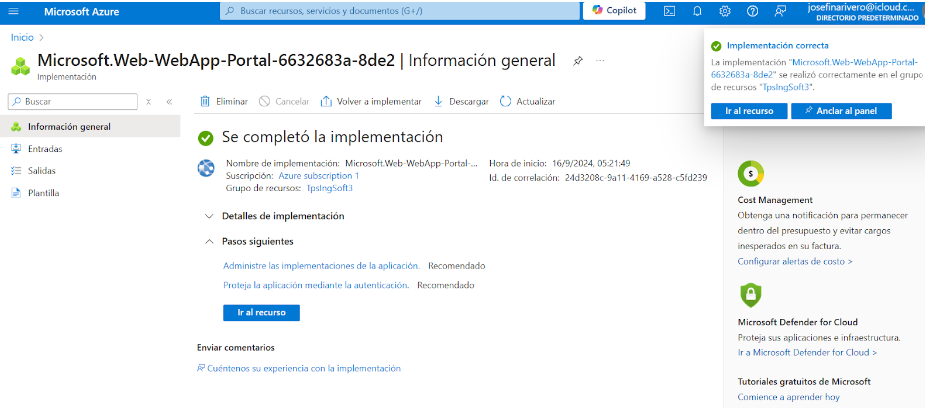 Microsoft Azure
Buscar recursos, servicios y documentos (G+/)
Copilot
josefinarivero@icloud.c...
DIRECTORIO PREDETERMINADO
Inicio >
Microsoft.Web-WebApp-Portal-6632683a-8de2 | Información general
Implementación
Buscar
Información general
Entradas
Salidas
Plantilla
Eliminar Cancelar Volver a implementar Descargar Actualizar
Se completó la implementación
Nombre de implementación: Microsoft.Web-WebApp-Portal-...
Suscripción: Azure subscription 1
Grupo de recursos: TpsIngSoft3
Hora de inicio: 16/9/2024, 05:21:49
Id. de correlación: 24d3208c-9a11-4169-a528-c5fd239
Detalles de implementación
Pasos siguientes
Administre las implementaciones de la aplicación. Recomendado
Proteja la aplicación mediante la autenticación. Recomendado
Ir al recurso
Enviar comentarios
Cuéntenos su experiencia con la implementación
Implementación correcta
La implementación "Microsoft.Web-WebApp-Portal-
6632683a-8de2" se realizó correctamente en el grupo
de recursos "TpsIngSoft3".
Ir al recurso Anclar al panel
Cost Management
Obtenga una notificación para permanecer
dentro del presupuesto y evitar cargos
inesperados en su factura.
Configurar alertas de costo >
Microsoft Defender for Cloud
Proteja sus aplicaciones e infraestructura.
Ir a Microsoft Defender for Cloud >
Tutoriales gratuitos de Microsoft
Comience a aprender hoy